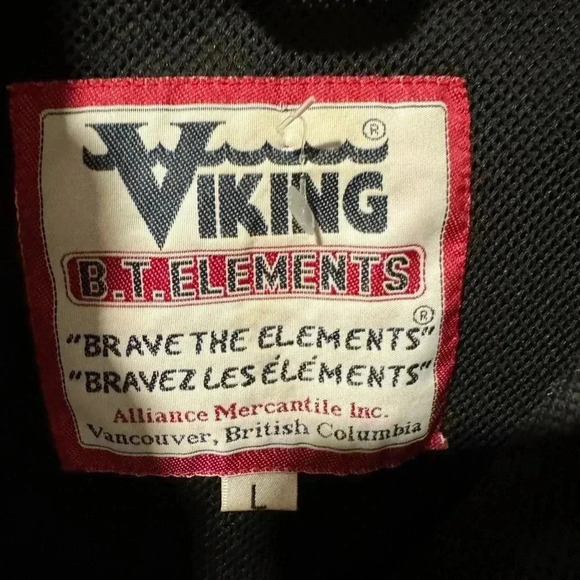 VIKING ®
B.T.ELEMENTS ®
"BRAVE THE ELEMENTS"
"BRAVEZ LES ÉLÉMENTS"
Alliance Mercantile Inc.
Vancouver, British Columbia
L